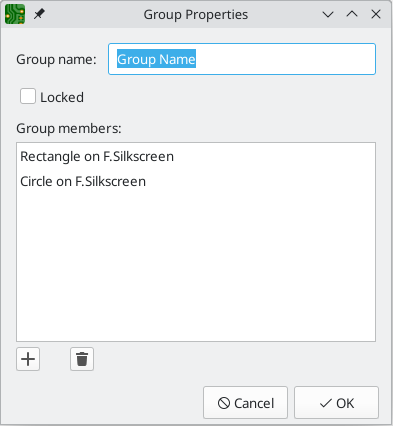 Group Properties
Group name: Group Name
Locked
Group members:
Rectangle on F.Silkscreen
Circle on F.Silkscreen
Cancel OK